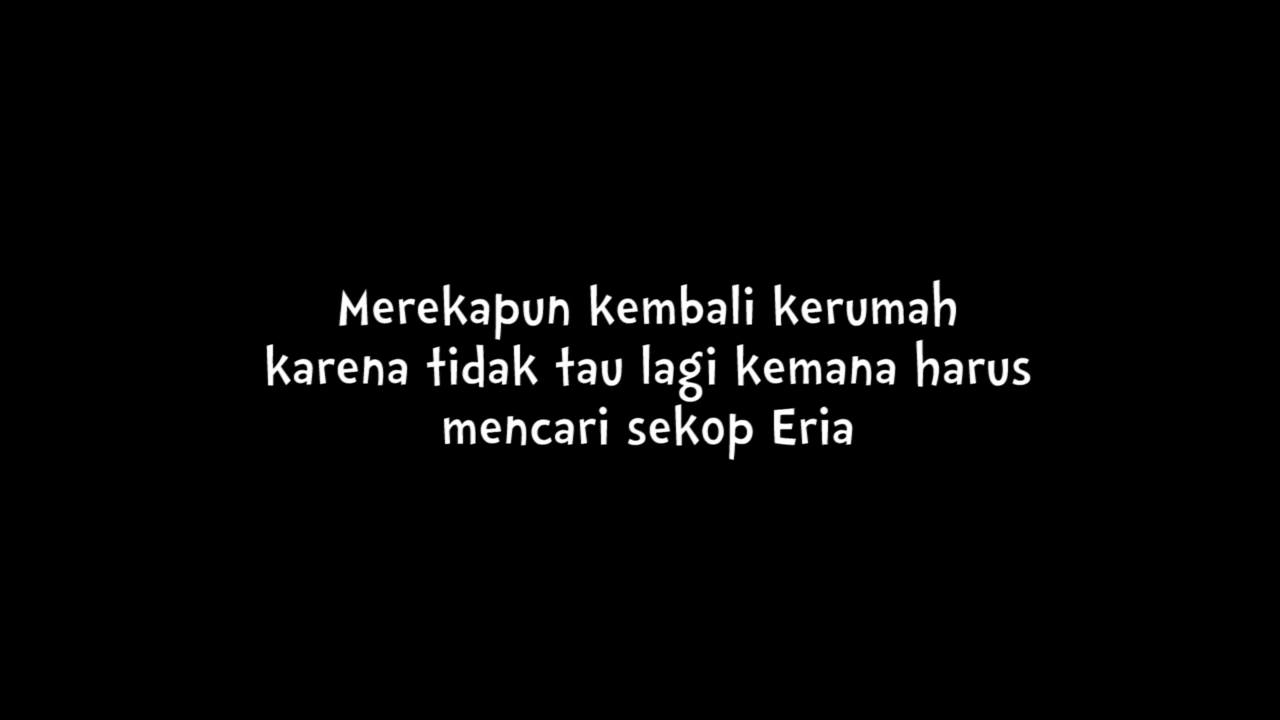 Merekapun kembali kerumah
karena tidak tau lagi kemana harus
mencari sekop Eria